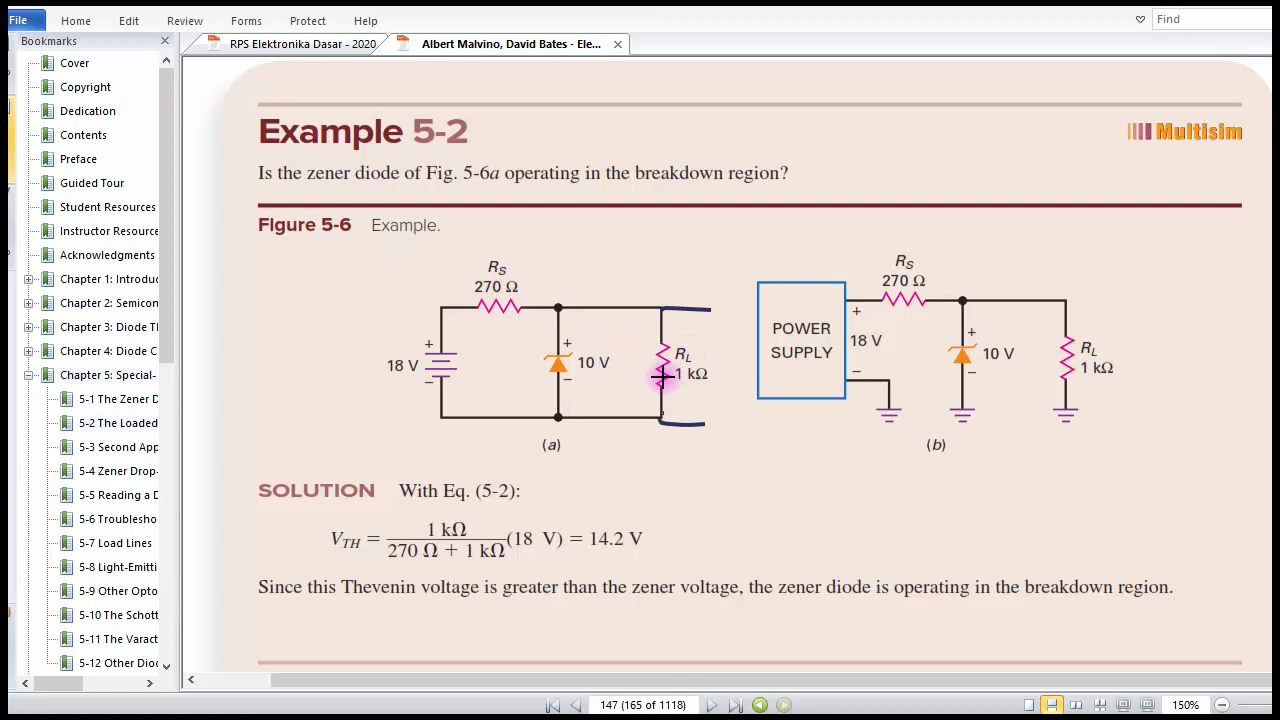 File Home Edit Review Forms Protect Help Find
Bookmarks
RPS Elektronika Dasar - 2020
Albert Malvino, David Bates - Ele...
Cover
Copyright
Dedication
Contents
Preface
Guided Tour
Student Resources
Instructor Resource
Acknowledgments
Chapter 1: Introduc
Chapter 2: Semicon
Chapter 3: Diode Tl
Chapter 4: Diode C
Chapter 5: Special-
5-1 The Zener D
5-2 The Loaded
5-3 Second App
5-4 Zener Drop-
5-5 Reading a D
5-6 Troublesho
5-7 Load Lines
5-8 Light-Emitti
5-9 Other Opto
5-10 The Schott
5-11 The Varact
5-12 Other Diod
Example 5-2
Multisim
Is the zener diode of Fig. 5-6a operating in the breakdown region?
Figure 5-6 Example.
RS
270 Ω
+
18 V
−
+
10 V
−
RL
1 kΩ
(a)
POWER
SUPPLY
+
18 V
−
RS
270 Ω
+
10 V
−
RL
1 kΩ
(b)
SOLUTION With Eq. (5-2):
VTH = 1 kΩ / 270 Ω + 1 kΩ (18 V) = 14.2 V
Since this Thevenin voltage is greater than the zener voltage, the zener diode is operating in the breakdown region.
147 (165 of 1118)
150%